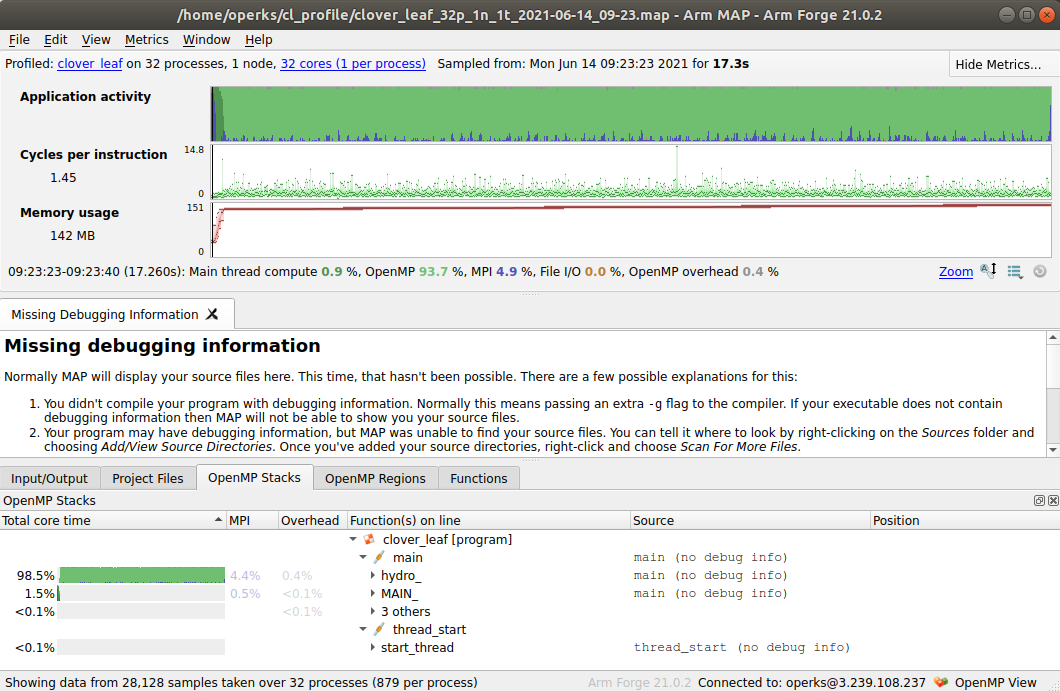 /home/operks/cl_profile/clover_leaf_32p_1n_1t_2021-06-14_09-23.map - Arm MAP - Arm Forge 21.0.2
File Edit View Metrics Window Help
Profiled: clover_leaf on 32 processes, 1 node, 32 cores (1 per process) Sampled from: Mon Jun 14 09:23:23 2021 for 17.3s
Hide Metrics...
Application activity
Cycles per instruction
1.45
14.8
0
Memory usage
142 MB
151
0
09:23:23-09:23:40 (17.260s): Main thread compute 0.9 %, OpenMP 93.7 %, MPI 4.9 %, File I/O 0.0 %, OpenMP overhead 0.4 %
Zoom
Missing Debugging Information
Missing debugging information
Normally MAP will display your source files here. This time, that hasn't been possible. There are a few possible explanations for this:
1. You didn't compile your program with debugging information. Normally this means passing an extra -g flag to the compiler. If your executable does not contain
debugging information then MAP will not be able to show you your source files.
2. Your program may have debugging information, but MAP was unable to find your source files. You can tell it where to look by right-clicking on the Sources folder and
choosing Add/View Source Directories. Once you've added your source directories, right-click and choose Scan For More Files.
Input/Output Project Files OpenMP Stacks OpenMP Regions Functions
OpenMP Stacks
Total core time MPI Overhead Function(s) on line Source Position
clover_leaf [program]
main main (no debug info)
98.5% 4.4% 0.4% hydro_ main (no debug info)
1.5% 0.5% <0.1% MAIN_ main (no debug info)
<0.1% <0.1% 3 others
thread_start
<0.1% start_thread thread_start (no debug info)
Showing data from 28,128 samples taken over 32 processes (879 per process)
Arm Forge 21.0.2 Connected to: operks@3.239.108.237 OpenMP View